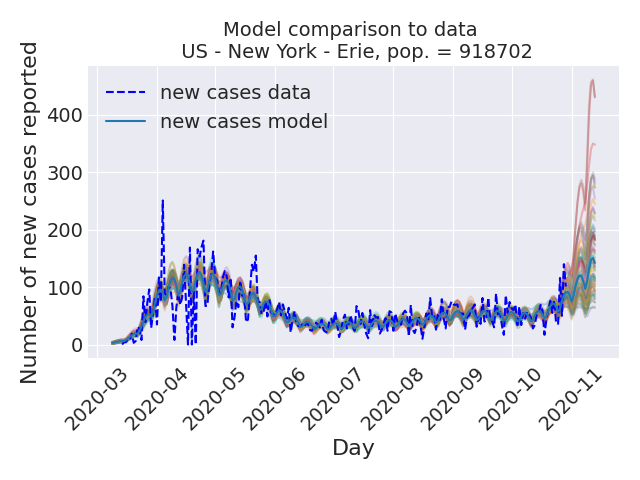 Model comparison to data
US - New York - Erie, pop. = 918702
Number of new cases reported
400
300
200
100
0
new cases data
new cases model
2020-03
2020-04
2020-05
2020-06
2020-07
2020-08
2020-09
2020-10
2020-11
Day